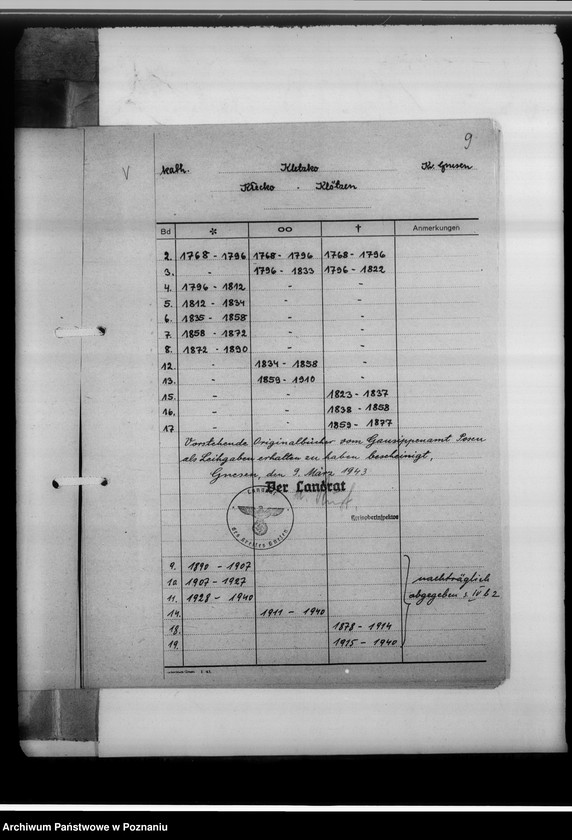 9
V
kath. Kletzko Kr. Gnesen
Kłecko - Klötzen
Bd * ∞ † Anmerkungen
2. 1768 - 1796 1768 - 1796 1768 - 1796
3. - 1796 - 1833 1796 - 1822
4. 1796 - 1812 - -
5. 1812 - 1834 - -
6. 1835 - 1858 - -
7. 1858 - 1872 - -
8. 1872 - 1890 - -
12. - 1834 - 1858 -
13. - 1859 - 1910 -
15. - - 1823 - 1837
16. - - 1838 - 1858
17 - - 1859 - 1877
Vorstehende Originalbücher vom Gausippenamt Posen
als Leihgaben erhalten zu haben bescheinigt,
Gnesen, den 9. März 1943
Der Landrat
Kreisoberinspektor
9. 1890 - 1907
10. 1907 - 1927
11. 1928 - 1940
14. 1911 - 1940
18. 1878 - 1914
19. 1915 - 1940
nachträglich
abgegeben s IV b 2
Archiwum Państwowe w Poznaniu